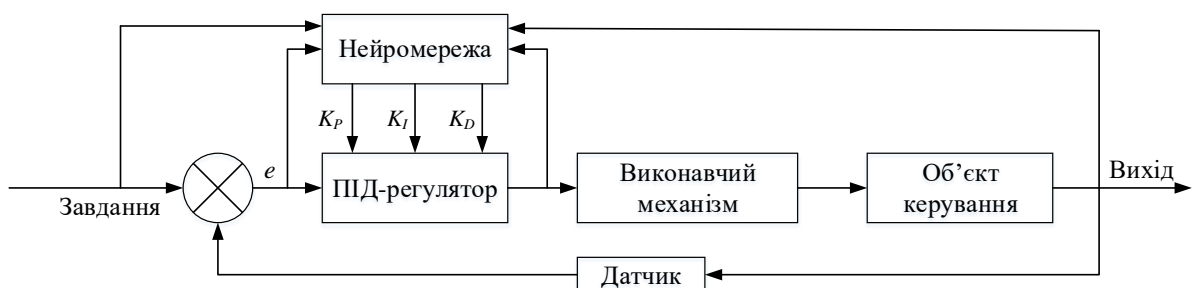 Нейромережа
K_P
K_I
K_D
e
Завдання
ПІД-регулятор
Виконавчий
механізм
Об’єкт
керування
Вихід
Датчик